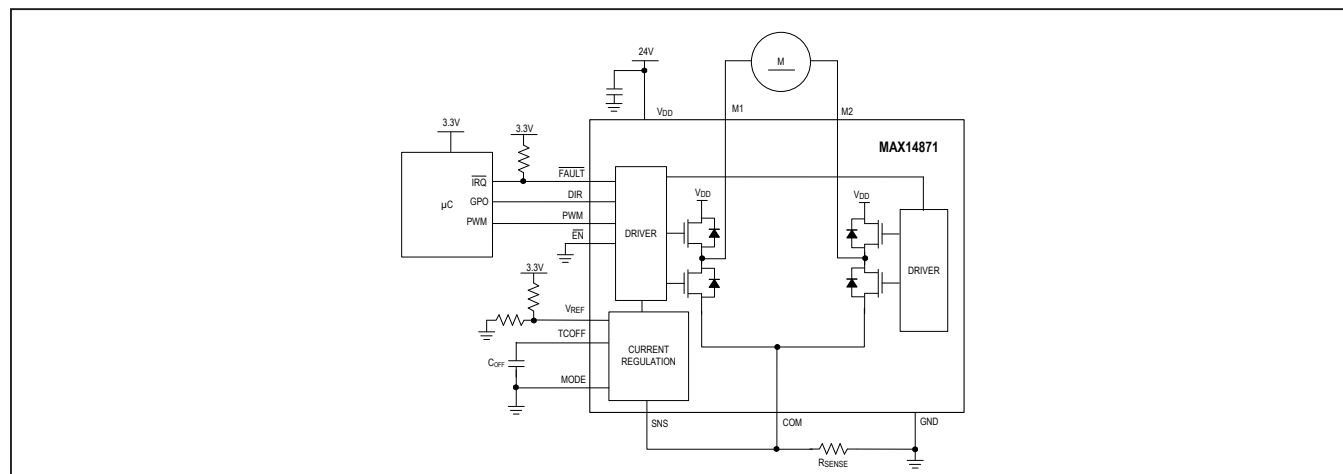 24V
M
VDD
M1
M2
3.3V
3.3V
MAX14871
IRQ
FAULT
µC
GPO
DIR
PWM
PWM
EN
DRIVER
VDD
VDD
DRIVER
3.3V
VREF
TCOFF
CURRENT
REGULATION
COFF
MODE
SNS
COM
GND
RSENSE